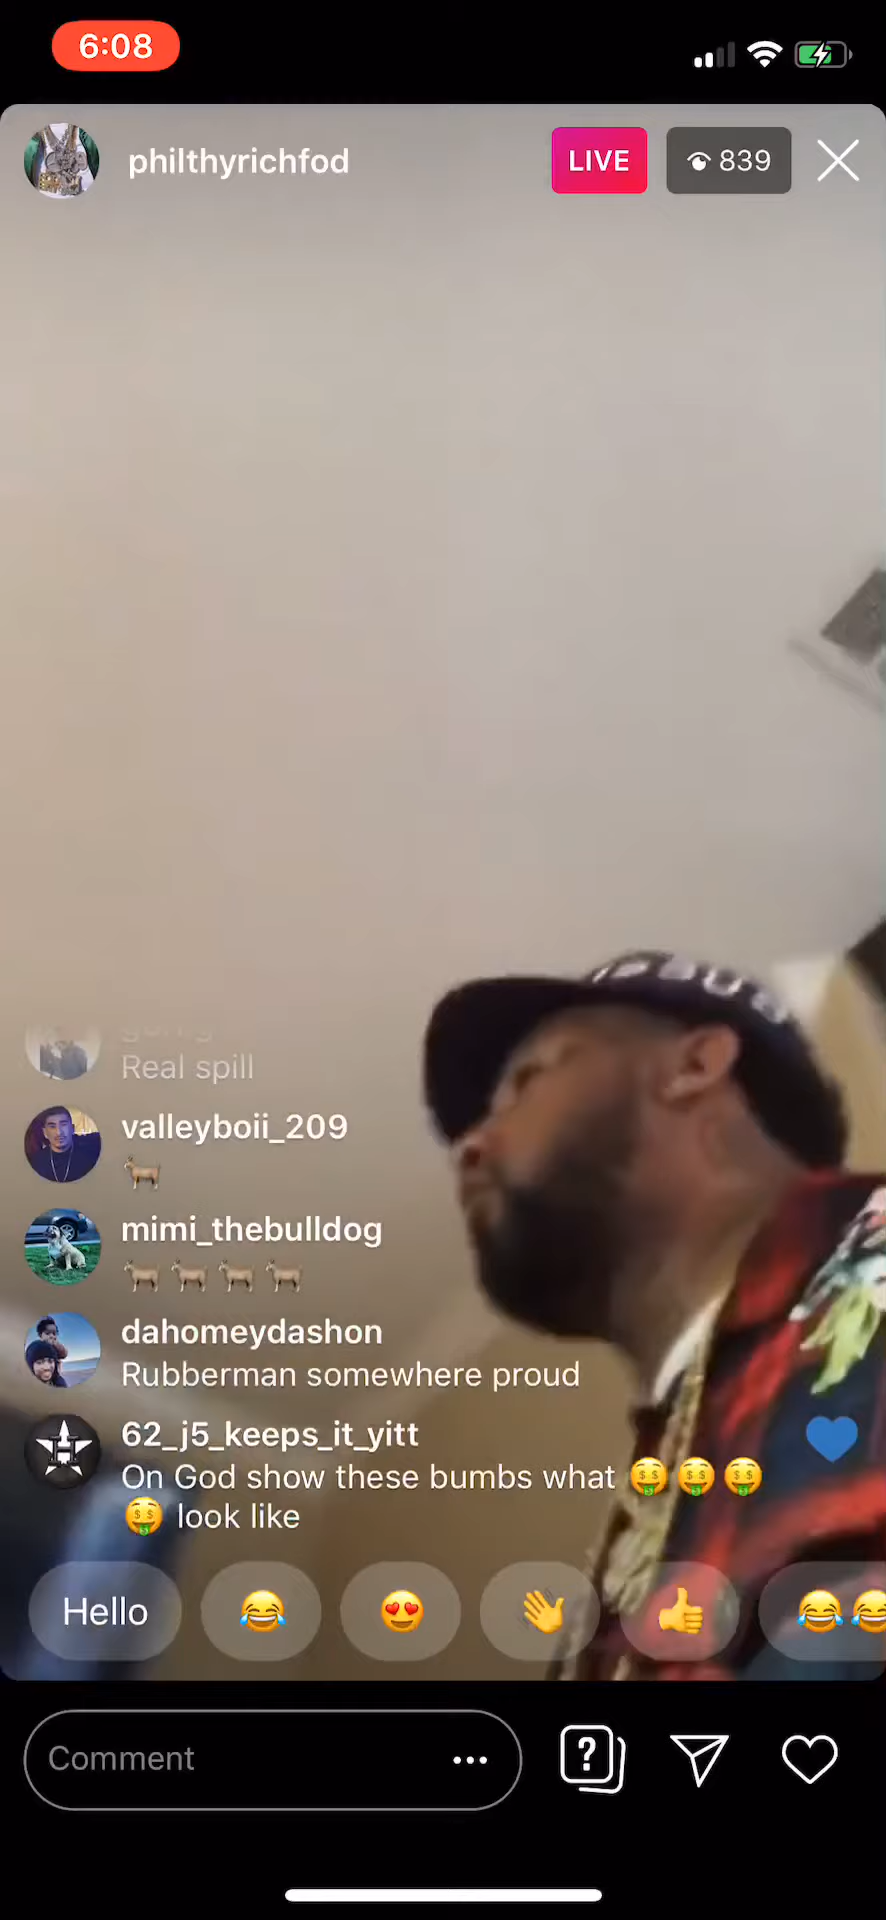 6:08
philthyrichfod
LIVE
839
Real spill
valleyboii_209
🐐
mimi_thebulldog
🐐🐐🐐🐐
dahomeydashon
Rubberman somewhere proud
62_j5_keeps_it_yitt
On God show these bumbs what 🤑🤑🤑
🤑 look like
Hello 😂 😍 👋 👍 😂😂
Comment